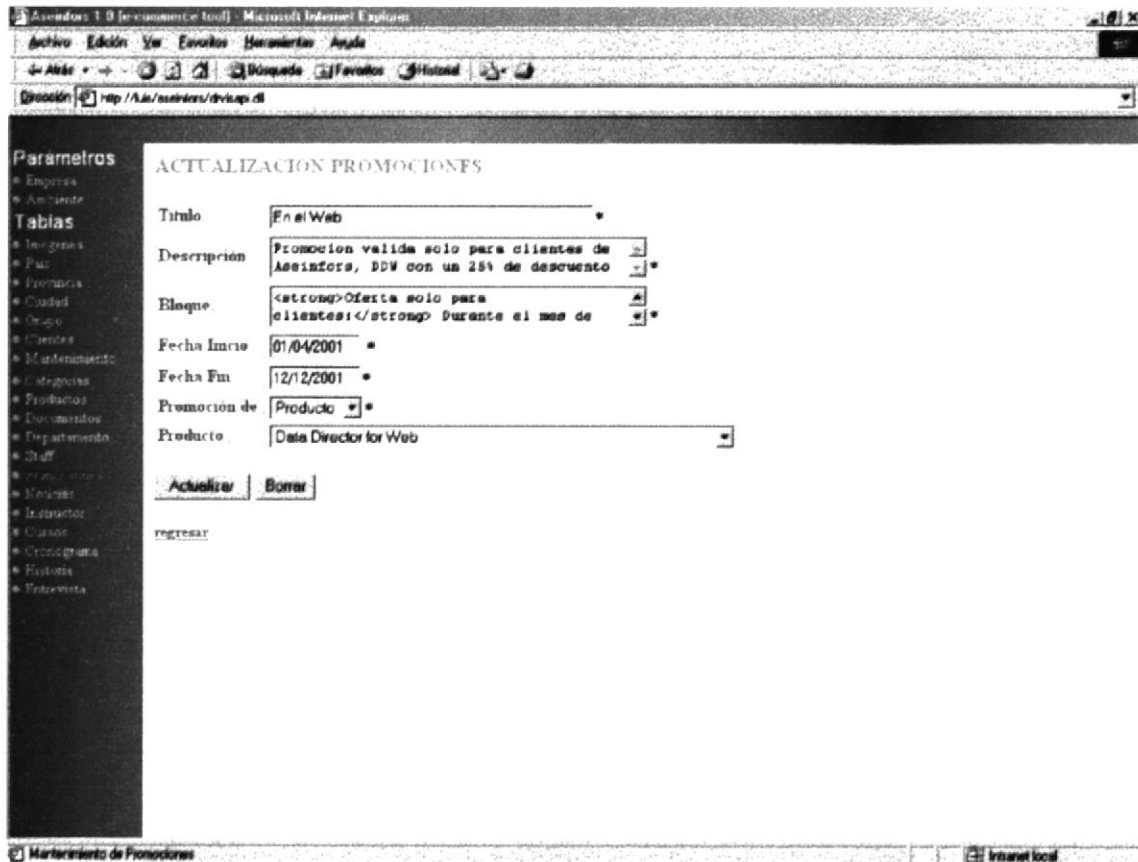 Aseinfors 1.0 [e-commerce tool] - Microsoft Internet Explorer
Archivo Edición Ver Favoritos Herramientas Ayuda
Atrás Búsqueda Favoritos Historial
Dirección http://luis/aseinfors/drvisapi.dll
Parámetros
Empresa
Ambiente
Tablas
Imagenes
Pais
Provincia
Ciudad
Grupo
Clientes
Mantenimiento
Categorias
Productos
Documentos
Departamento
Staff
Noticias
Instructor
Cursos
Cronograma
Historia
Entrevista
ACTUALIZACION PROMOCIONES
Titulo En el Web *
Descripción Promocion valida solo para clientes de
Aseinfors, DDW con un 25% de descuento *
Bloque <strong>Oferta solo para
clientes:</strong> Durante el mes de *
Fecha Inicio 01/04/2001 *
Fecha Fin 12/12/2001 *
Promoción de Producto *
Producto Data Director for Web
Actualizar Borrar
regresar
Mantenimiento de Promociones Intranet local